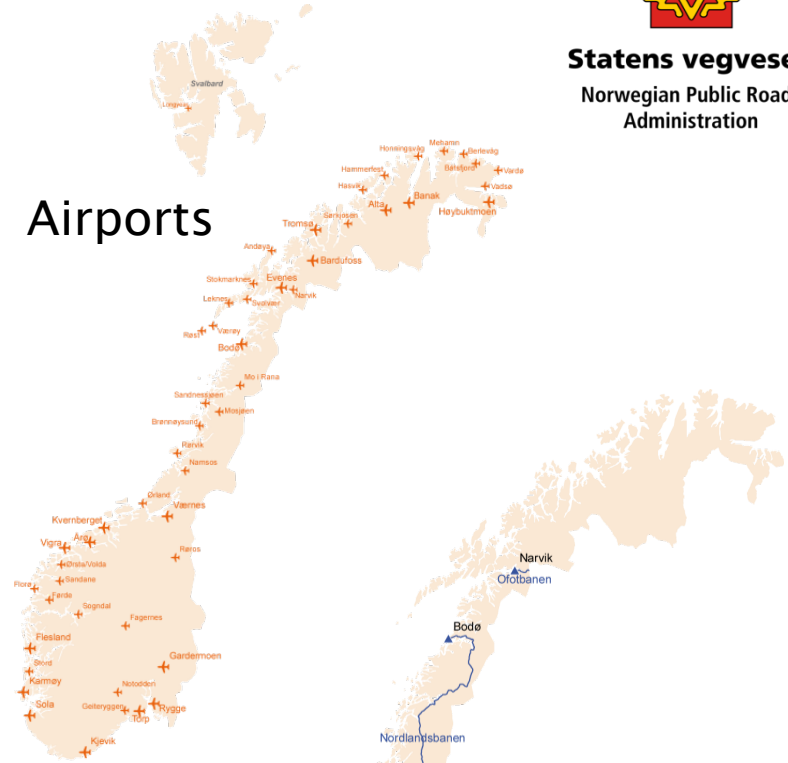 Statens vegvese
Norwegian Public Road
Administration
Svalbard
Longyear
Airports
Mehamn
Honningsvåg
Berlevåg
Båtsfjord
Vardø
Hammerfest
Hasvik
Vadsø
Banak
Alta
Høybuktmoen
Sørkjosen
Tromsø
Andøya
Bardufoss
Stokmarknes
Evenes
Narvik
Leknes
Svolvær
Røst
Værøy
Bodø
Mo i Rana
Sandnessjøen
Mosjøen
Brønnøysund
Rørvik
Namsos
Ørland
Værnes
Kvernberget
Vigra
Årø
Røros
Ørsta/Volda
Sandane
Florø
Førde
Sogndal
Fagernes
Flesland
Gardermoen
Stord
Karmøy
Notodden
Geiteryggen
Sola
Torp
Rygge
Kjevik
Narvik
Ofotbanen
Bodø
Nordlandsbanen